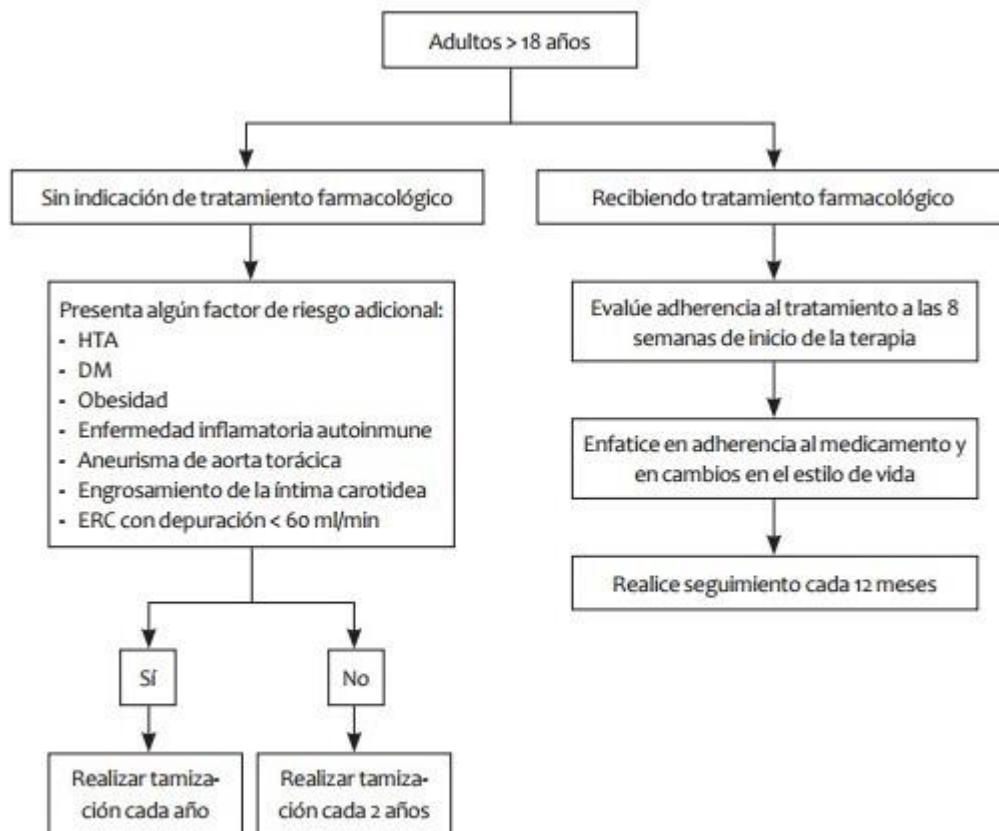 Adultos > 18 años
Sin indicación de tratamiento farmacológico
Recibiendo tratamiento farmacológico
Presenta algún factor de riesgo adicional:
- HTA
- DM
- Obesidad
- Enfermedad inflamatoria autoinmune
- Aneurisma de aorta torácica
- Engrosamiento de la íntima carotidea
- ERC con depuración < 60 ml/min
Evalúe adherencia al tratamiento a las 8
semanas de inicio de la terapia
Enfatice en adherencia al medicamento y
en cambios en el estilo de vida
Realice seguimiento cada 12 meses
Sí
No
Realizar tamiza-
ción cada año
Realizar tamiza-
ción cada 2 años